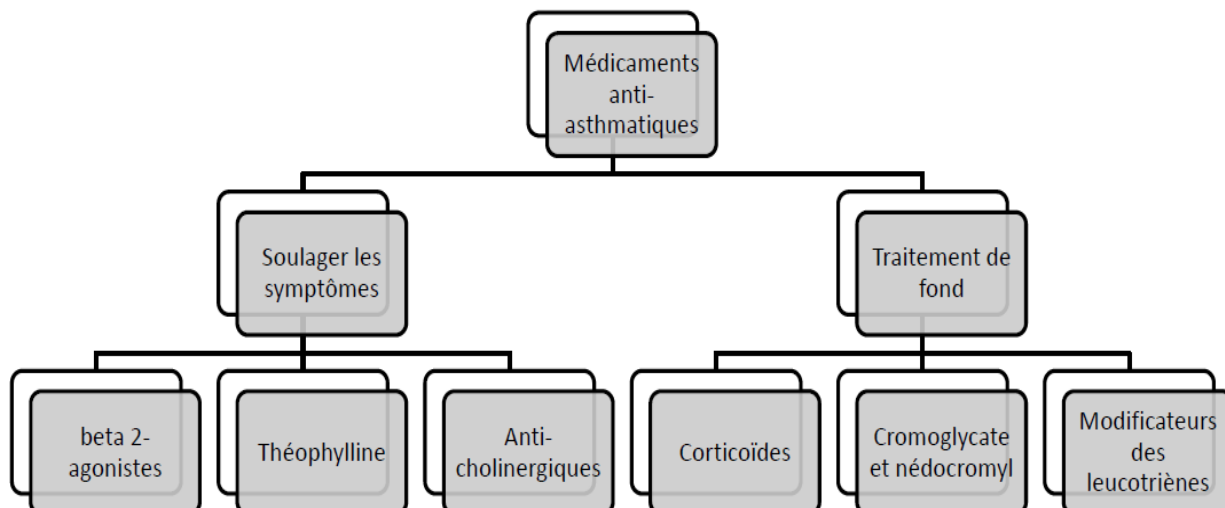 Médicaments
anti-
asthmatiques
Soulager les
symptômes
Traitement de
fond
beta 2-
agonistes
Théophylline
Anti-
cholinergiques
Corticoïdes
Cromoglycate
et nédocromyl
Modificateurs
des
leucotriènes